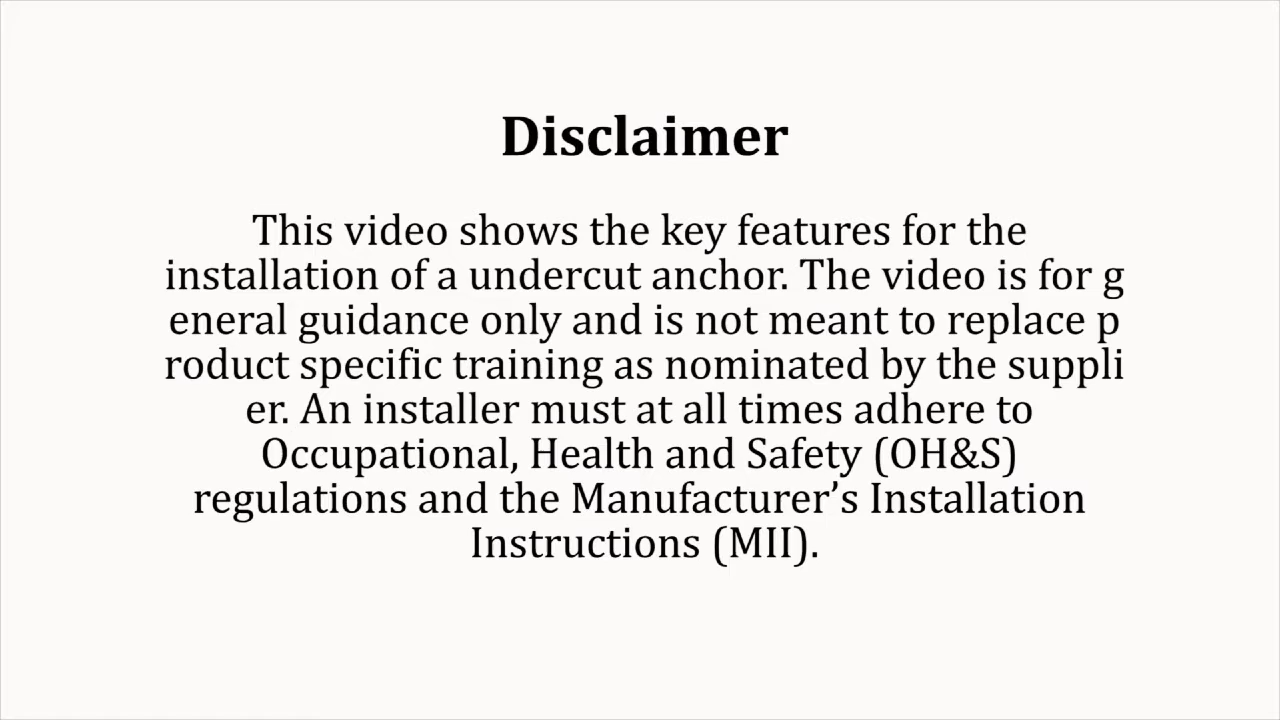 Disclaimer
This video shows the key features for the
installation of a undercut anchor. The video is for g
eneral guidance only and is not meant to replace p
roduct specific training as nominated by the suppli
er. An installer must at all times adhere to
Occupational, Health and Safety (OH&S)
regulations and the Manufacturer’s Installation
Instructions (MII).